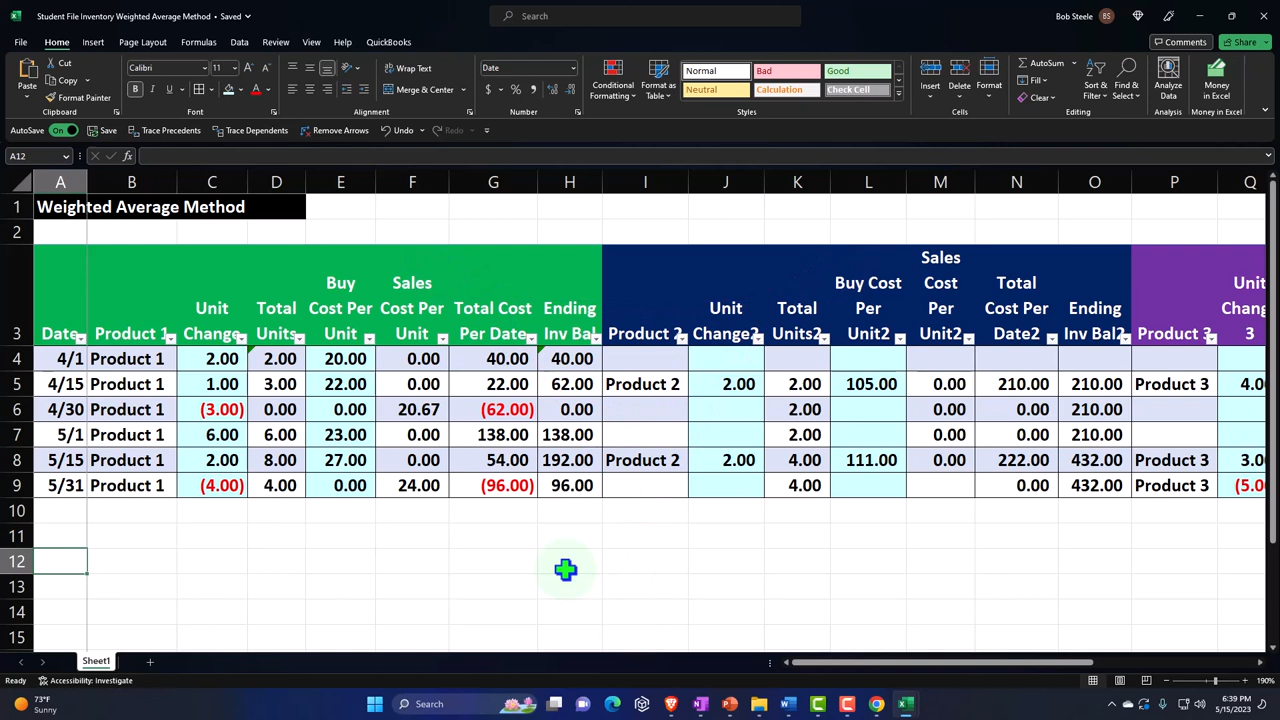 Student File Inventory Weighted Average Method • Saved
Search
Bob Steele BS
File Home Insert Page Layout Formulas Data Review View Help QuickBooks Comments Share
Paste Cut Copy Format Painter Clipboard
Calibri 11 B I U Font
Wrap Text Merge & Center Alignment
Date $ % Number
Conditional Formatting Format as Table
Normal Bad Good
Neutral Calculation Check Cell
Styles
Insert Delete Format Cells
AutoSum Fill Clear Sort & Filter Find & Select Editing
Analyze Data Analysis
Money in Excel Money in Excel
AutoSave On Save Trace Precedents Trace Dependents Remove Arrows Undo Redo
A12 fx
A B C D E F G H I J K L M N O P Q
1 Weighted Average Method
2
3 Date Product 1 Unit Change Total Units Buy Cost Per Unit Sales Cost Per Unit Total Cost Per Date Ending Inv Bal Product 2 Unit Change2 Total Units2 Buy Cost Per Unit2 Sales Cost Per Unit2 Total Cost Per Date2 Ending Inv Bal2 Product 3 Unit Change 3
4 4/1 Product 1 2.00 2.00 20.00 0.00 40.00 40.00
5 4/15 Product 1 1.00 3.00 22.00 0.00 22.00 62.00 Product 2 2.00 2.00 105.00 0.00 210.00 210.00 Product 3 4.0
6 4/30 Product 1 (3.00) 0.00 0.00 20.67 (62.00) 0.00 2.00 0.00 0.00 210.00
7 5/1 Product 1 6.00 6.00 23.00 0.00 138.00 138.00 2.00 0.00 0.00 210.00
8 5/15 Product 1 2.00 8.00 27.00 0.00 54.00 192.00 Product 2 2.00 4.00 111.00 0.00 222.00 432.00 Product 3 3.0
9 5/31 Product 1 (4.00) 4.00 0.00 24.00 (96.00) 96.00 4.00 0.00 432.00 Product 3 (5.0
10
11
12
13
14
15
Sheet1
Ready Accessibility: Investigate 190%
73°F
Sunny
Search
6:39 PM
5/15/2023